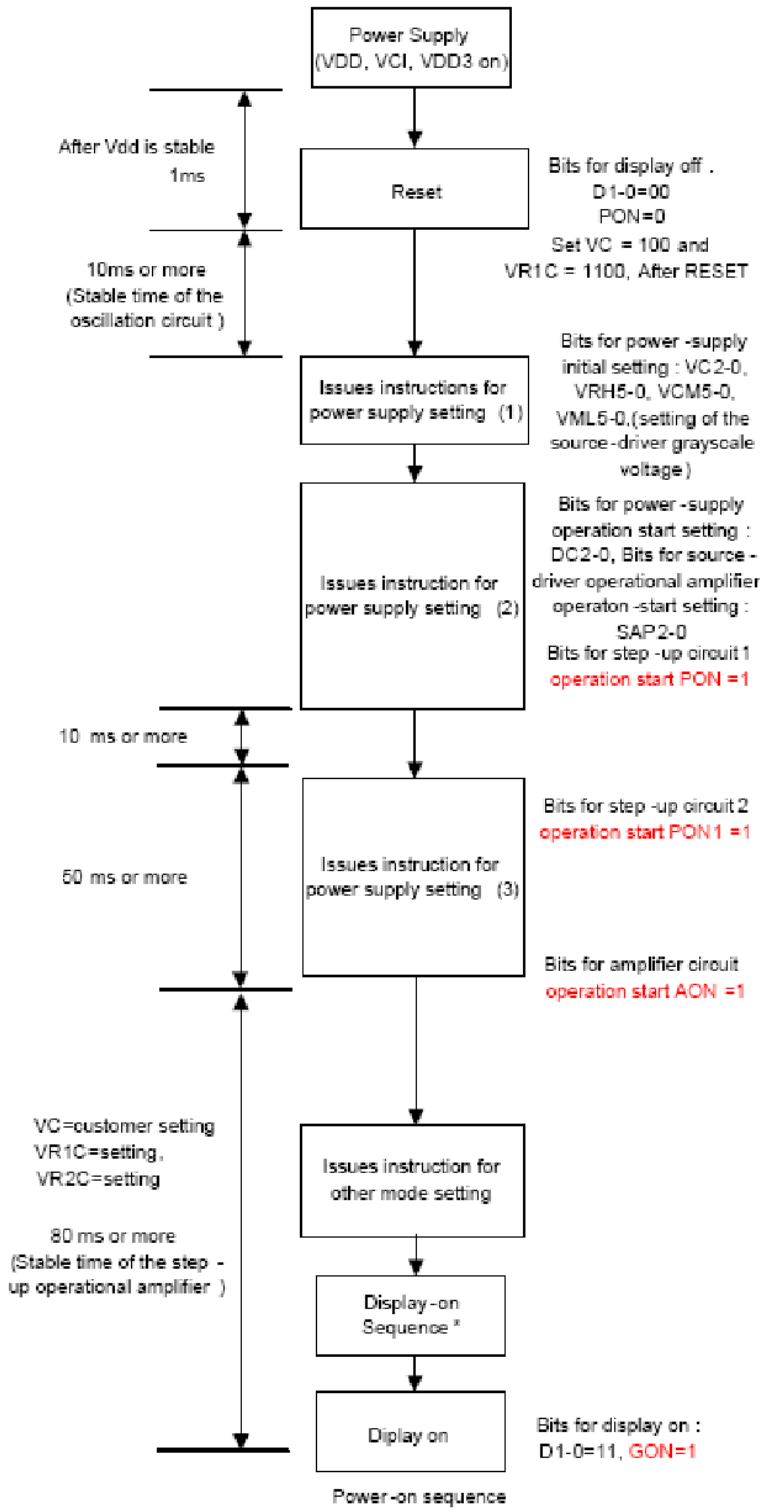 Power Supply
(VDD, VCI, VDD3 on)
After Vdd is stable
1ms
Reset
Bits for display off .
D1-0=00
PON=0
Set VC = 100 and
VR1C = 1100, After RESET
10ms or more
(Stable time of the
oscillation circuit )
Issues instructions for
power supply setting (1)
Bits for power -supply
initial setting : VC2-0,
VRH5-0, VCM5-0,
VML5-0,(setting of the
source-driver grayscale
voltage)
Issues instruction for
power supply setting (2)
Bits for power -supply
operation start setting :
DC2-0, Bits for source -
driver operational amplifier
operaton -start setting :
SAP2-0
Bits for step -up circuit 1
operation start PON =1
10 ms or more
50 ms or more
Issues instruction for
power supply setting (3)
Bits for step -up circuit 2
operation start PON1 =1
Bits for amplifier circuit
operation start AON =1
VC=customer setting
VR1C=setting,
VR2C=setting
80 ms or more
(Stable time of the step -
up operational amplifier )
Issues instruction for
other mode setting
Display-on
Sequence *
Diplay on
Bits for display on :
D1-0=11, GON=1
Power-on sequence